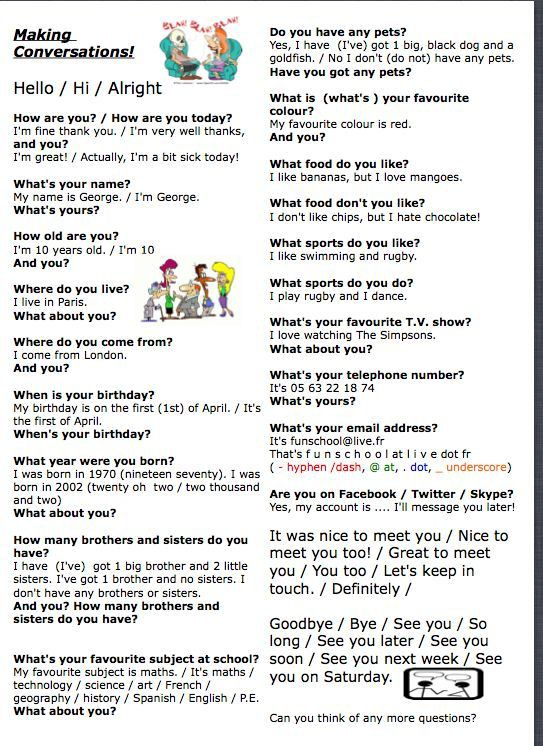 Making
Conversations!
BLAH! BLAH! BLAH!
Hello / Hi / Alright
How are you? / How are you today?
I'm fine thank you. / I'm very well thanks,
and you?
I'm great! / Actually, I'm a bit sick today!
What's your name?
My name is George. / I'm George.
What's yours?
How old are you?
I'm 10 years old. / I'm 10
And you?
Where do you live?
I live in Paris.
What about you?
Where do you come from?
I come from London.
And you?
When is your birthday?
My birthday is on the first (1st) of April. / It's
the first of April.
When's your birthday?
What year were you born?
I was born in 1970 (nineteen seventy). I was
born in 2002 (twenty oh  two / two thousand
and two)
What about you?
How many brothers and sisters do you
have?
I have  (I've)  got 1 big brother and 2 little
sisters. I've got 1 brother and no sisters. I
don't have any brothers or sisters.
And you? How many brothers and
sisters do you have?
What's your favourite subject at school?
My favourite subject is maths. / It's maths /
technology / science / art / French /
geography / history / Spanish / English / P.E.
What about you?
Do you have any pets?
Yes, I have  (I've) got 1 big, black dog and a
goldfish. / No I don't (do not) have any pets.
Have you got any pets?
What is  (what's ) your favourite
colour?
My favourite colour is red.
And you?
What food do you like?
I like bananas, but I love mangoes.
What food don't you like?
I don't like chips, but I hate chocolate!
What sports do you like?
I like swimming and rugby.
What sports do you do?
I play rugby and I dance.
What's your favourite T.V. show?
I love watching The Simpsons.
What about you?
What's your telephone number?
It's 05 63 22 18 74
What's yours?
What's your email address?
It's funschool@live.fr
That's f u n s c h o o l at l i v e dot fr
( - hyphen /dash, @ at, . dot, _ underscore)
Are you on Facebook / Twitter / Skype?
Yes, my account is .... I'll message you later!
It was nice to meet you / Nice to
meet you too! / Great to meet
you / You too / Let's keep in
touch. / Definitely /
Goodbye / Bye / See you / So
long / See you later / See you
soon / See you next week / See
you on Saturday.
Can you think of any more questions?